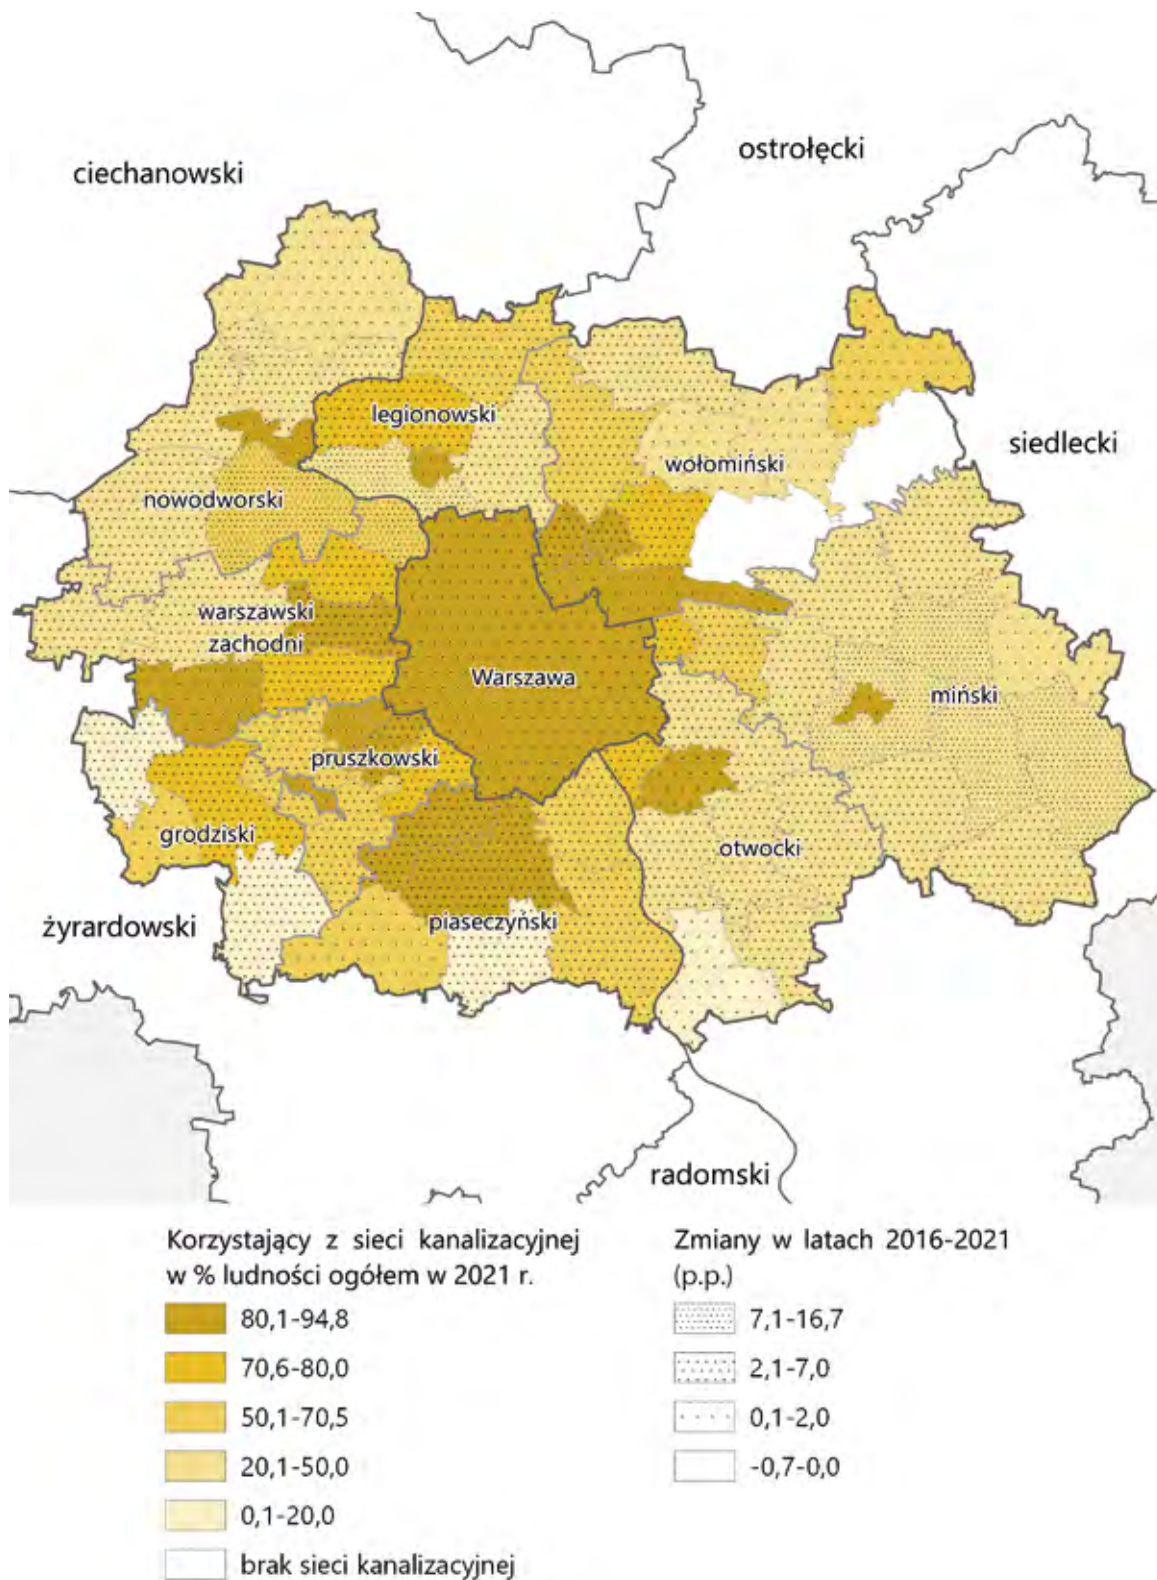 ostrołęcki
ciechanowski
legionowski
siedlecki
wołomiński
nowodworski
warszawski
zachodni
Warszawa
miński
pruszkowski
grodziski
otwocki
żyrardowski
piaseczyński
radomski
Korzystający z sieci kanalizacyjnej
w % ludności ogółem w 2021 r.
80,1-94,8
70,6-80,0
50,1-70,5
20,1-50,0
0,1-20,0
brak sieci kanalizacyjnej
Zmiany w latach 2016-2021
(p.p.)
7,1-16,7
2,1-7,0
0,1-2,0
-0,7-0,0